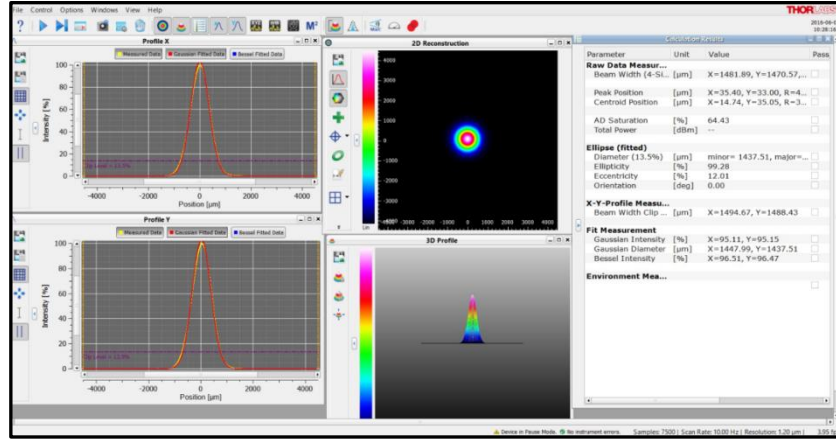 File Control Options Windows View Help
THORLABS
M²
Profile X
Measured Data Gaussian Fitted Data Bessel Fitted Data
Intensity [%]
100
80
60
40
20
0
-4000 -2000 0 2000 4000
Position [µm]
Profile Y
Measured Data Gaussian Fitted Data Bessel Fitted Data
Intensity [%]
100
80
60
40
20
0
-4000 -2000 0 2000 4000
Position [µm]
2D Reconstruction
4000
3000
2000
1000
0
-1000
-2000
-3000
-3000 -2000 -1000 0 1000 2000 3000 4000
3D Profile
Calculation Results
Parameter Unit Value Pass
Raw Data Measur...
Beam Width (4-Si... [µm] X=1481.89, Y=1470.57,...
Peak Position [µm] X=35.40, Y=33.00, R=4...
Centroid Position [µm] X=14.74, Y=35.05, R=3...
AD Saturation [%] 64.43
Total Power [dBm] --
Ellipse (fitted)
Diameter (13.5%) [µm] minor= 1437.51, major=...
Ellipticity [%] 99.28
Eccentricity [%] 12.01
Orientation [deg] 0.00
X-Y-Profile Measu...
Beam Width Clip ... [µm] X=1494.67, Y=1488.43
Fit Measurement
Gaussian Intensity [%] X=95.11, Y=95.15
Gaussian Diameter [µm] X=1447.99, Y=1437.51
Bessel Intensity [%] X=96.51, Y=96.47
Environment Mea...
Device in Pause Mode. No instrument errors. Samples: 7500 | Scan Rate: 10.00 Hz | Resolution: 1.20 µm | 3.95